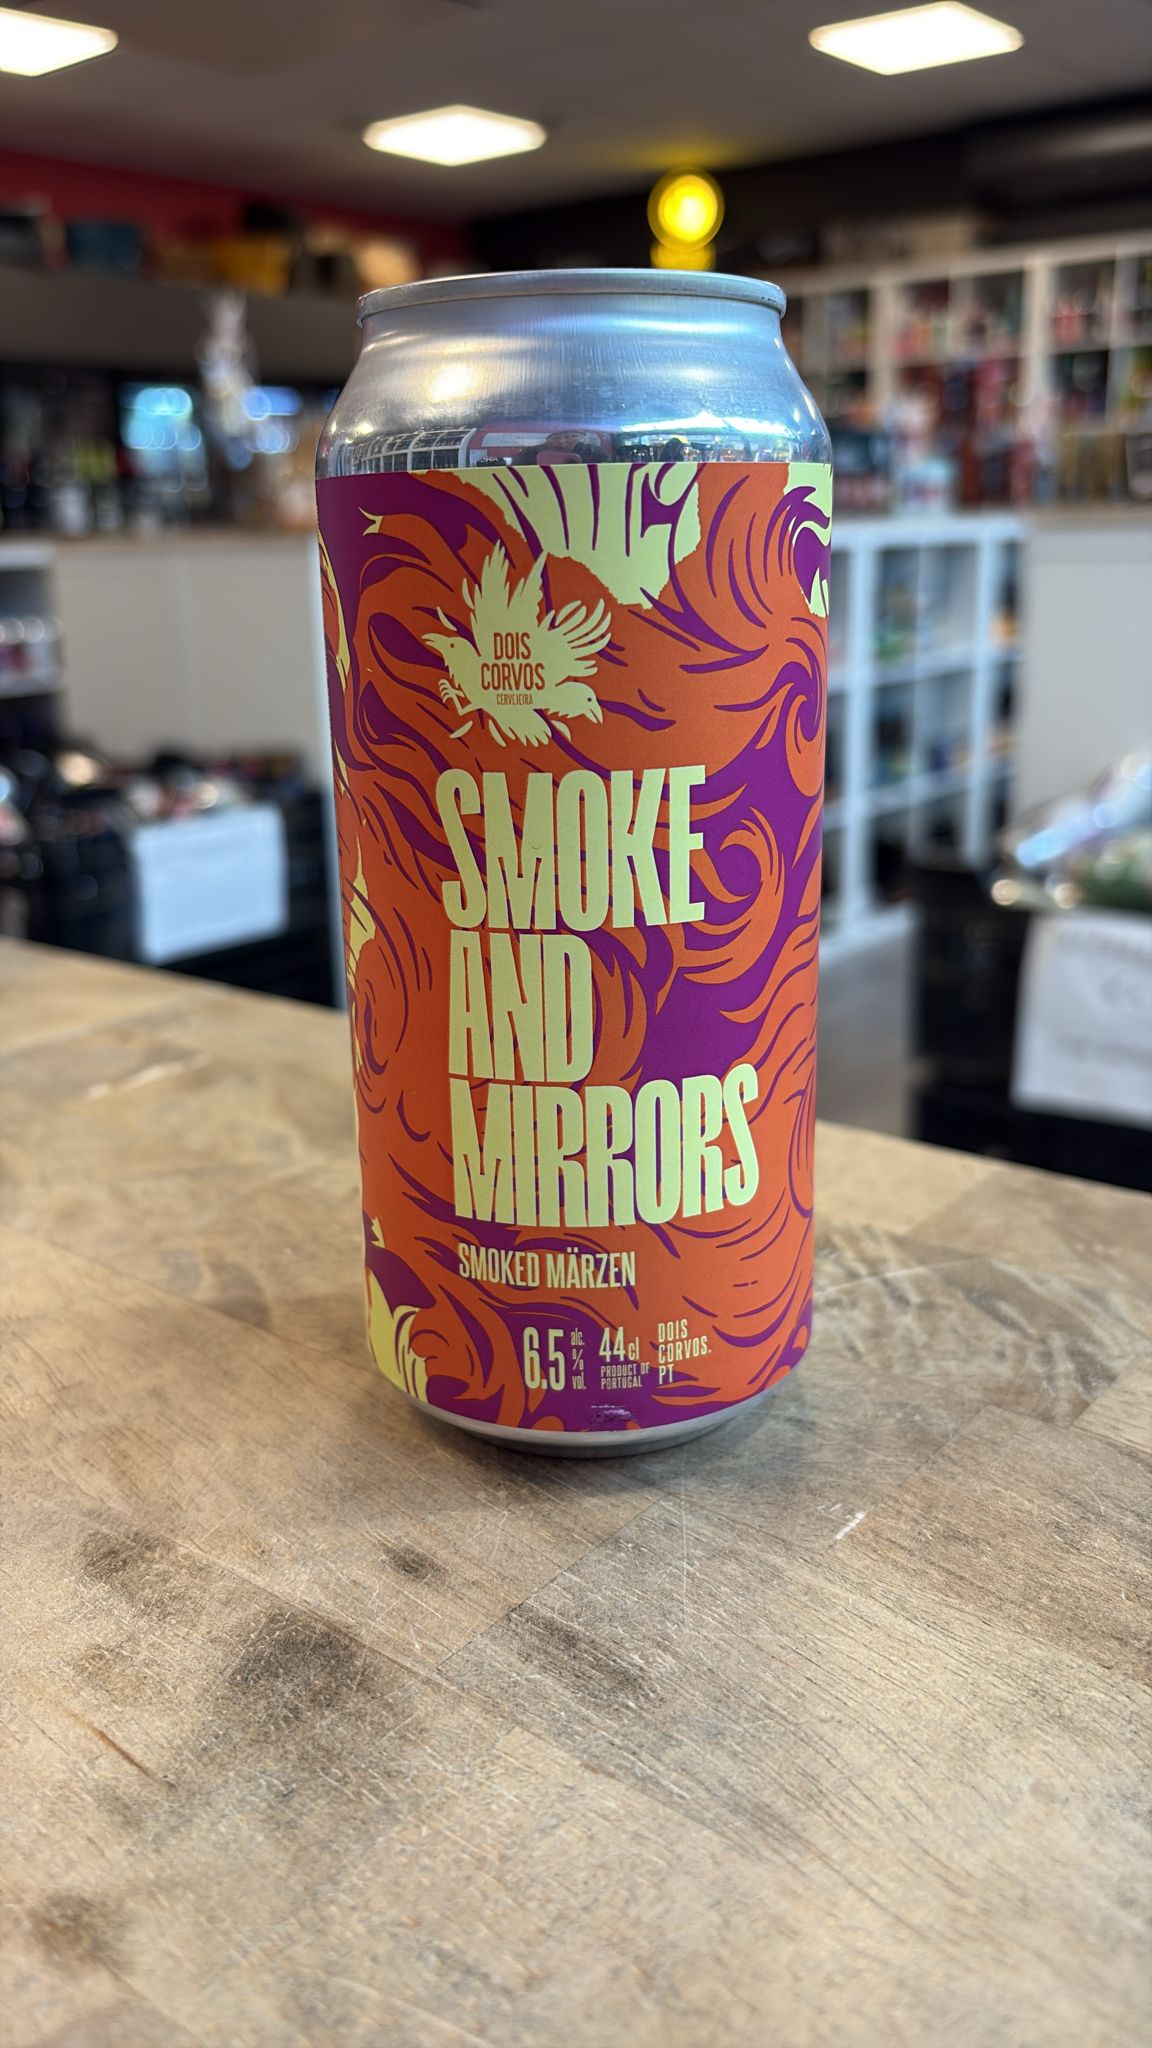 DOIS
CORVOS
CERVEJEIRA
SMOKE
AND
MIRRORS
SMOKED MÄRZEN
6.5 alc. % vol.
44cl
PRODUCT OF
PORTUGAL
DOIS
CORVOS.
PT